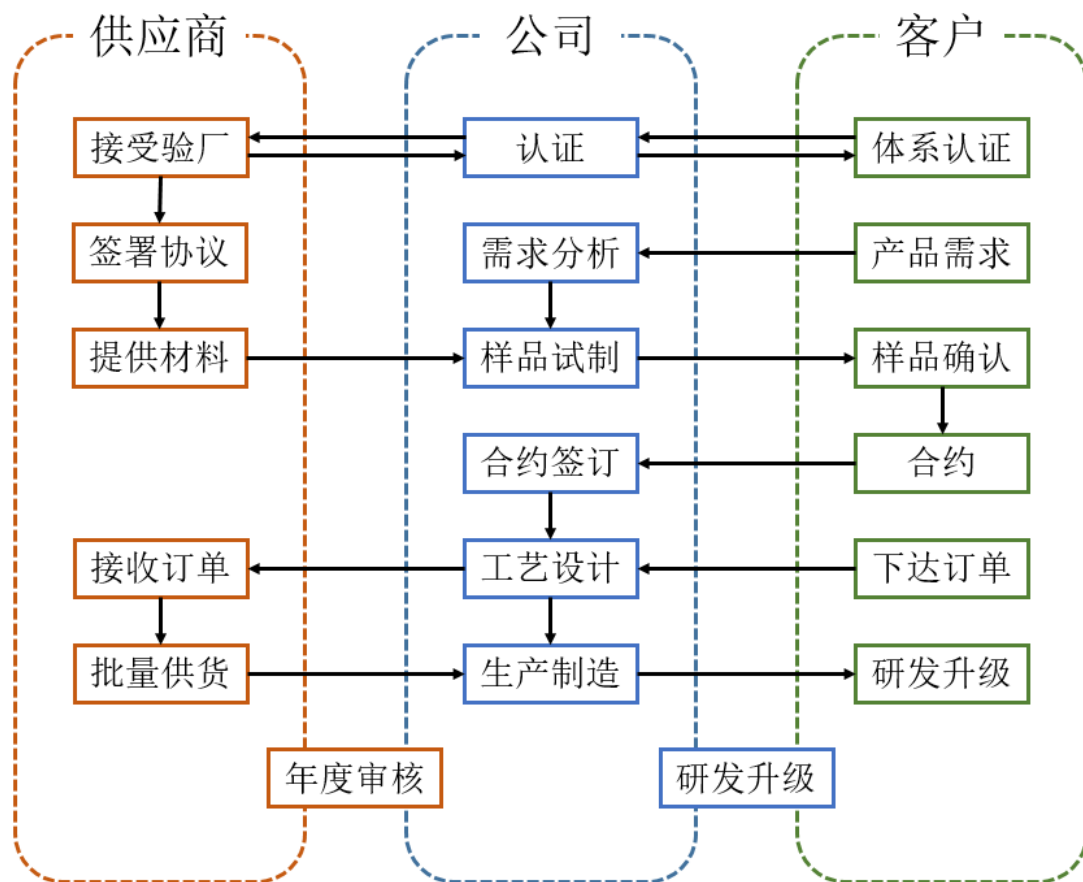 供应商
公司
客户
接受验厂
认证
体系认证
签署协议
需求分析
产品需求
提供材料
样品试制
样品确认
合约签订
合约
接收订单
工艺设计
下达订单
批量供货
生产制造
研发升级
年度审核
研发升级